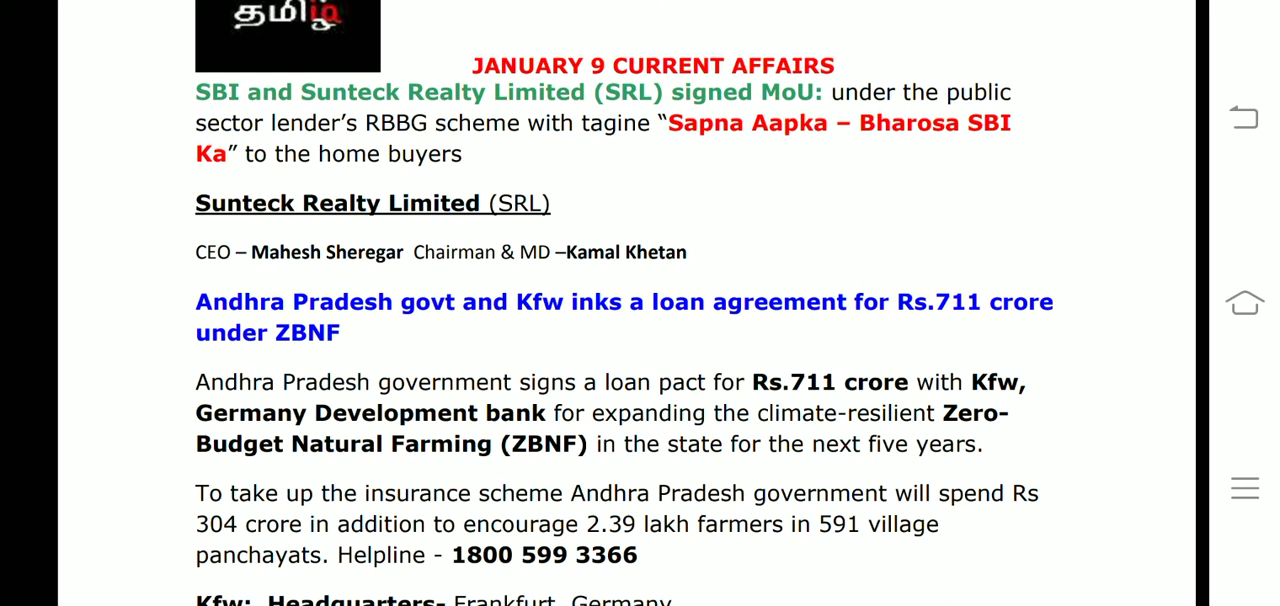 தமிழ்
JANUARY 9 CURRENT AFFAIRS
SBI and Sunteck Realty Limited (SRL) signed MoU: under the public
sector lender’s RBBG scheme with tagine “Sapna Aapka – Bharosa SBI
Ka” to the home buyers
Sunteck Realty Limited (SRL)
CEO – Mahesh Sheregar Chairman & MD –Kamal Khetan
Andhra Pradesh govt and Kfw inks a loan agreement for Rs.711 crore
under ZBNF
Andhra Pradesh government signs a loan pact for Rs.711 crore with Kfw,
Germany Development bank for expanding the climate-resilient Zero-
Budget Natural Farming (ZBNF) in the state for the next five years.
To take up the insurance scheme Andhra Pradesh government will spend Rs
304 crore in addition to encourage 2.39 lakh farmers in 591 village
panchayats. Helpline - 1800 599 3366
Kfw: Headquarters- Frankfurt, Germany